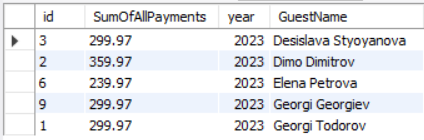 id SumOfAllPayments year GuestName
3 299.97 2023 Desislava Styoyanova
2 359.97 2023 Dimo Dimitrov
6 239.97 2023 Elena Petrova
9 299.97 2023 Georgi Georgiev
1 299.97 2023 Georgi Todorov